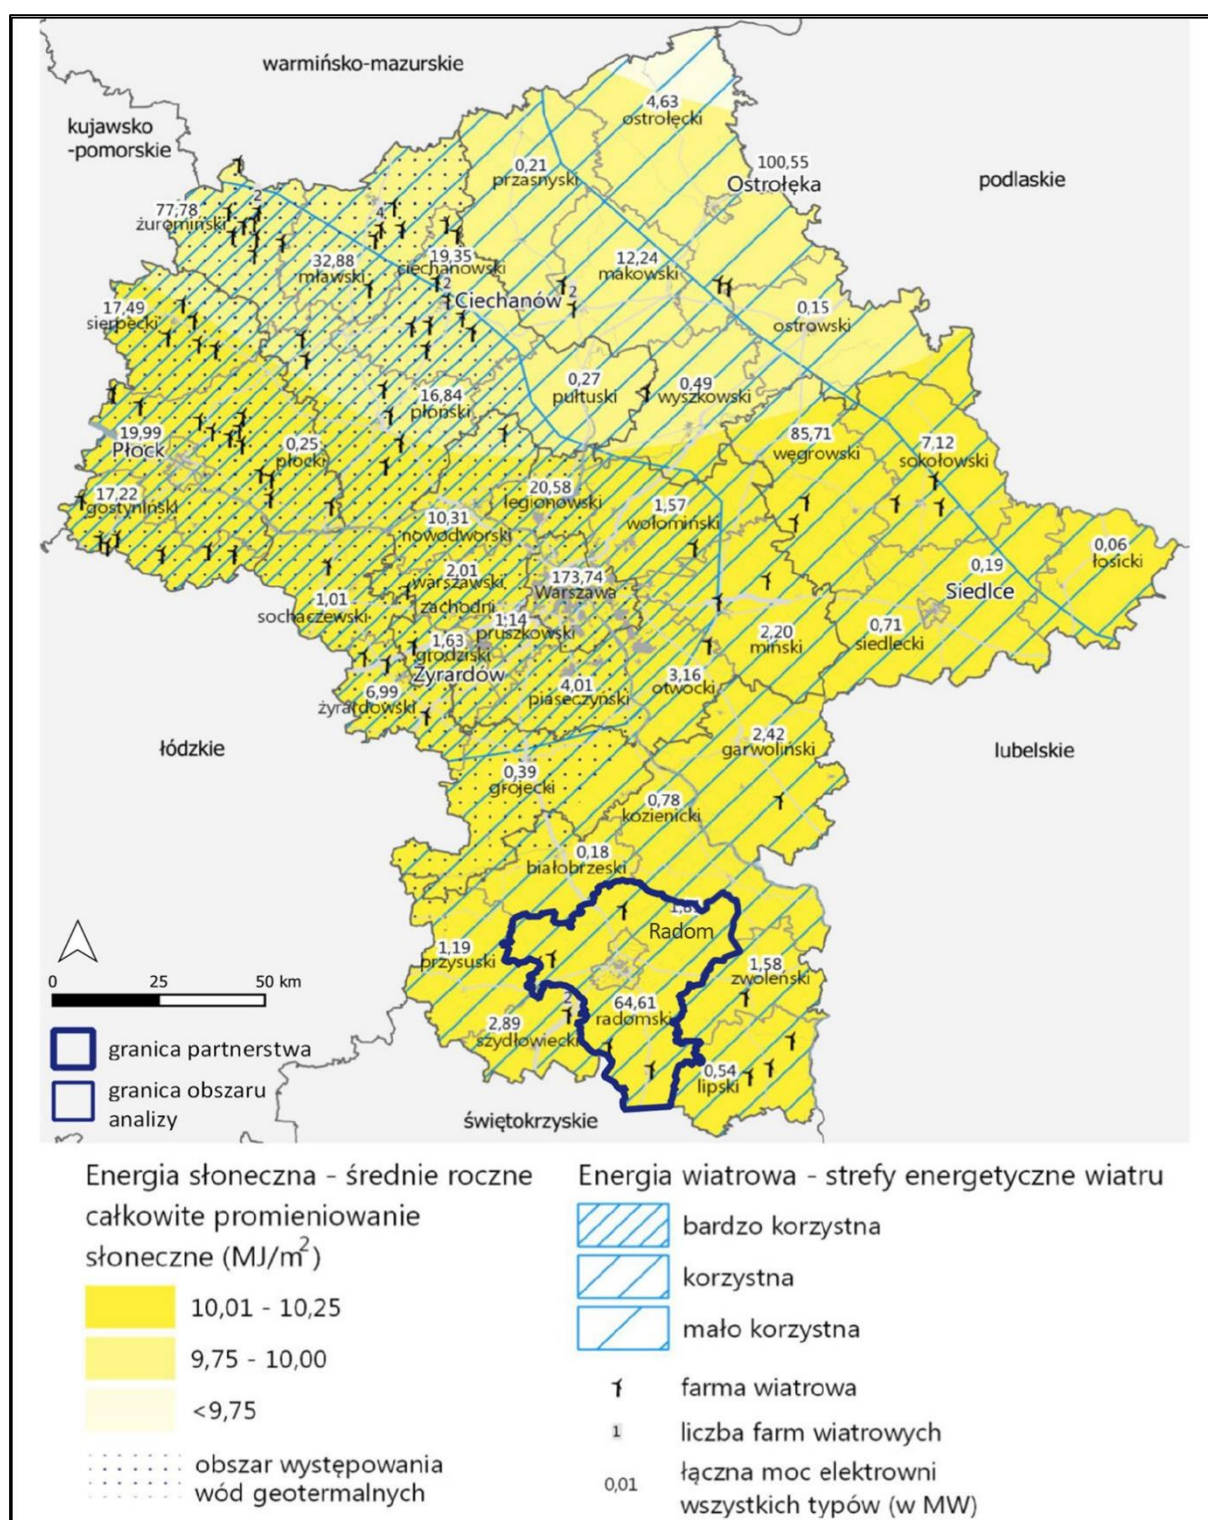 warmińsko-mazurskie
kujawsko
-pomorskie
4,63
ostrołęcki
0,21
przasnyski
100,55
Ostrołęka
podlaskie
77,78
żuromiński
2
4
32,88
mławski
19,35
ciechanowski
2
Ciechanów
12,24
makowski
2
17,49
sierpecki
0,15
ostrowski
0,27
pułtuski
0,49
wyszkowski
16,84
płoński
19,99
Płock
0,25
płocki
85,71
węgrowski
7,12
sokołowski
17,22
gostyniński
20,58
legionowski
1,57
wołomiński
10,31
nowodworski
0,06
łosicki
2,01
warszawski
zachodni
173,74
Warszawa
0,19
Siedlce
1,01
sochaczewski
1,14
pruszkowski
2,20
miński
0,71
siedlecki
1,63
grodziski
Żyrardów
6,99
żyrardowski
4,01
piaseczyński
3,16
otwocki
łódzkie
2,42
garwoliński
lubelskie
0,39
grójecki
0,78
kozienicki
0,18
białobrzeski
Radom
1,19
przysuski
1,58
zwoleński
0 25 50 km
2
64,61
radomski
2,89
szydłowiecki
0,54
lipski
granica partnerstwa
granica obszaru
analizy
świętokrzyskie
Energia słoneczna - średnie roczne
całkowite promieniowanie
słoneczne (MJ/m²)
10,01 - 10,25
9,75 - 10,00
<9,75
obszar występowania
wód geotermalnych
Energia wiatrowa - strefy energetyczne wiatru
bardzo korzystna
korzystna
mało korzystna
farma wiatrowa
1 liczba farm wiatrowych
0,01 łączna moc elektrowni
wszystkich typów (w MW)